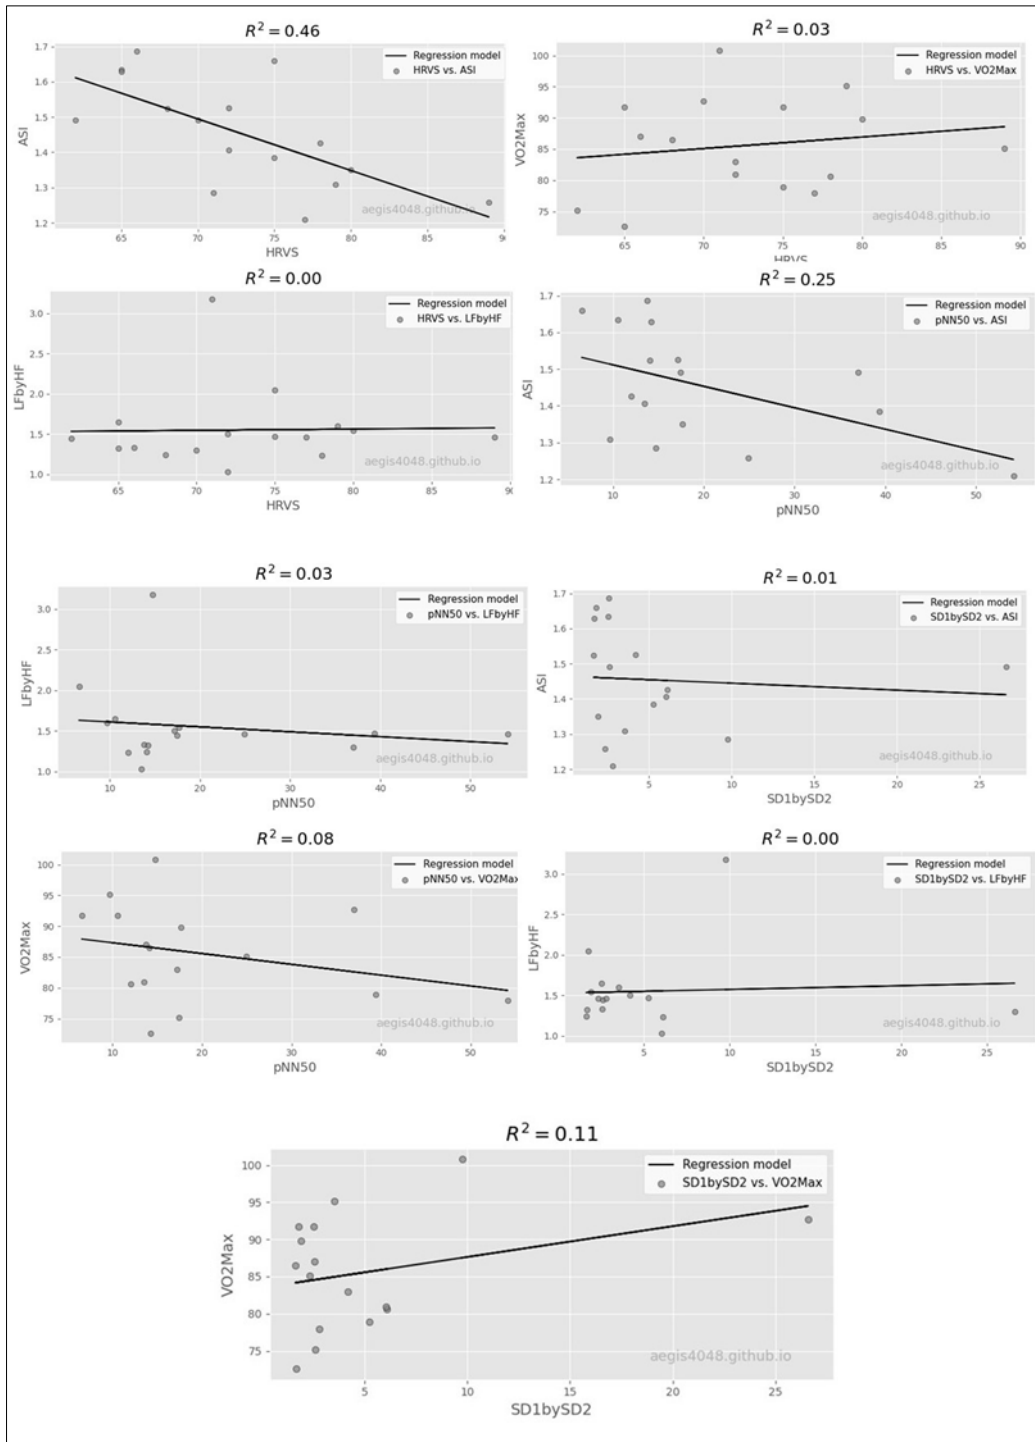 R² = 0.46
1.7
1.6
1.5
1.4
1.3
1.2
ASI
Regression model
HRVS vs. ASI
aegis4048.github.io
65 70 75 80 85 90
HRVS
R² = 0.03
100
95
90
85
80
75
VO2Max
Regression model
HRVS vs. VO2Max
aegis4048.github.io
65 70 75 80 85 90
HRVS
R² = 0.00
3.0
2.5
2.0
1.5
1.0
LFbyHF
Regression model
HRVS vs. LFbyHF
aegis4048.github.io
65 70 75 80 85 90
HRVS
R² = 0.25
1.7
1.6
1.5
1.4
1.3
1.2
ASI
Regression model
pNN50 vs. ASI
aegis4048.github.io
10 20 30 40 50
pNN50
R² = 0.03
3.0
2.5
2.0
1.5
1.0
LFbyHF
Regression model
pNN50 vs. LFbyHF
aegis4048.github.io
10 20 30 40 50
pNN50
R² = 0.01
1.7
1.6
1.5
1.4
1.3
1.2
ASI
Regression model
SD1bySD2 vs. ASI
aegis4048.github.io
5 10 15 20 25
SD1bySD2
R² = 0.08
100
95
90
85
80
75
VO2Max
Regression model
pNN50 vs. VO2Max
aegis4048.github.io
10 20 30 40 50
pNN50
R² = 0.00
3.0
2.5
2.0
1.5
1.0
LFbyHF
Regression model
SD1bySD2 vs. LFbyHF
aegis4048.github.io
5 10 15 20 25
SD1bySD2
R² = 0.11
100
95
90
85
80
75
VO2Max
Regression model
SD1bySD2 vs. VO2Max
aegis4048.github.io
5 10 15 20 25
SD1bySD2